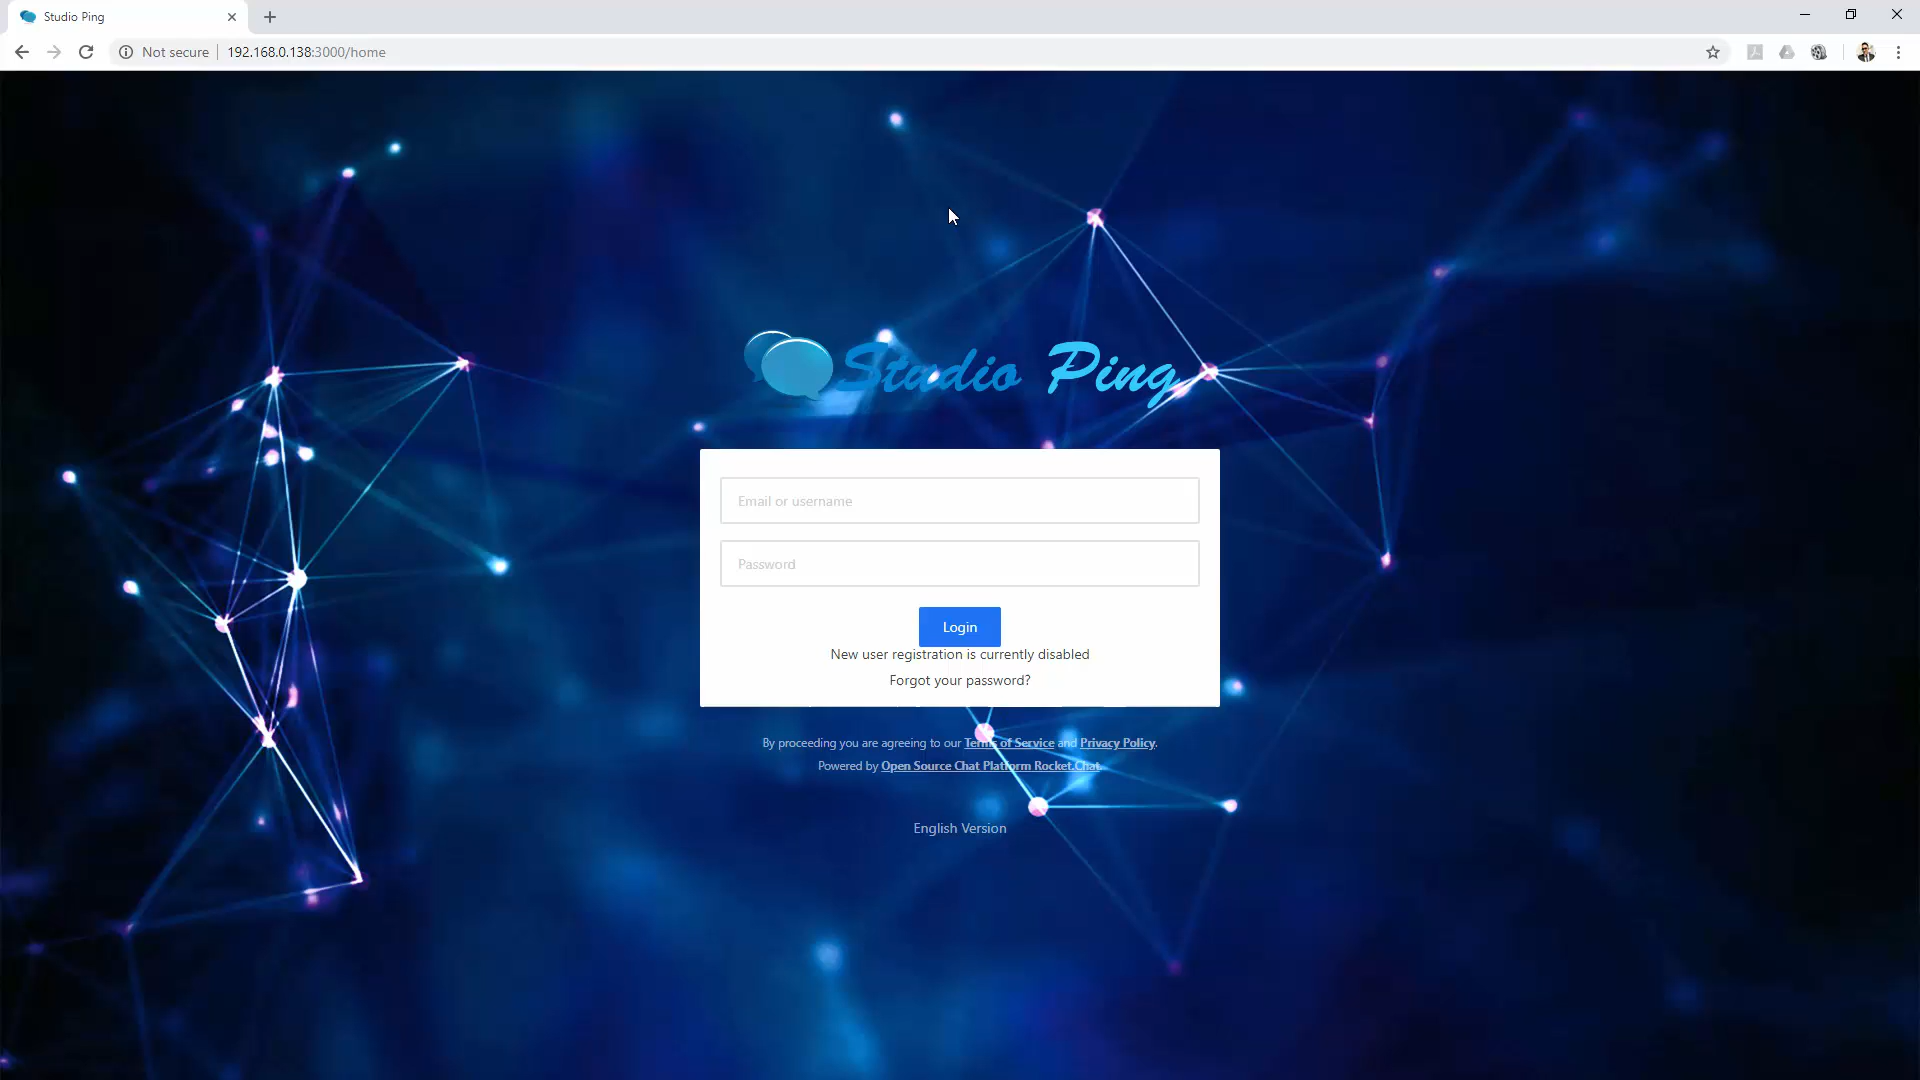 Studio Ping
Not secure 192.168.0.138:3000/home
Studio Ping
Email or username
Password
Login
New user registration is currently disabled
Forgot your password?
By proceeding you are agreeing to our Terms of Service and Privacy Policy.
Powered by Open Source Chat Platform Rocket.Chat.
English Version